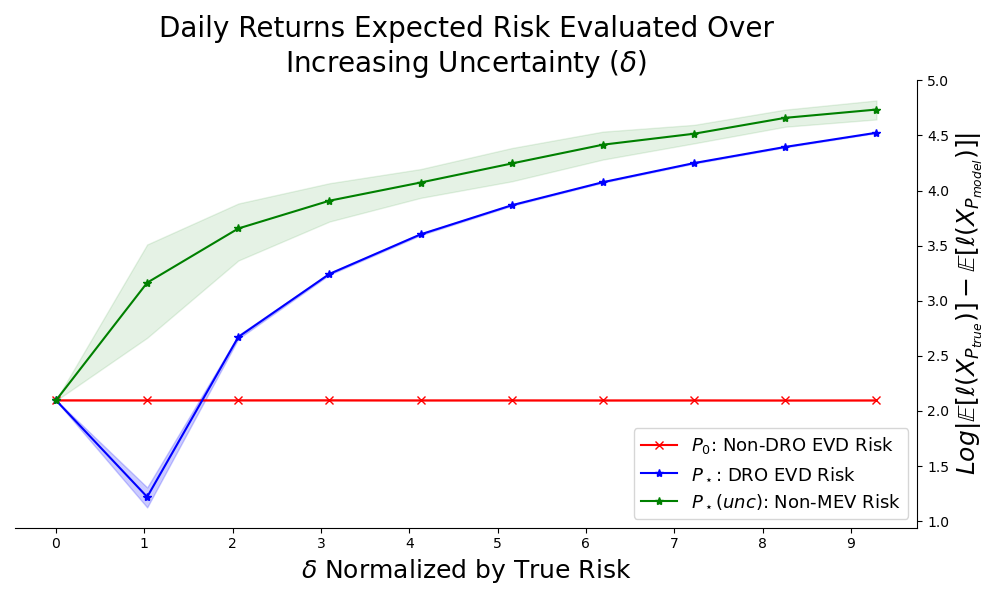 Daily Returns Expected Risk Evaluated Over
Increasing Uncertainty (δ)
5.0
4.5
4.0
3.5
3.0
2.5
2.0
1.5
1.0
Log|𝔼[ℓ(X_{P_{true}})] − 𝔼[ℓ(X_{P_{model}})]|
P₀: Non-DRO EVD Risk
P⋆: DRO EVD Risk
P⋆(unc): Non-MEV Risk
0 1 2 3 4 5 6 7 8 9
δ Normalized by True Risk